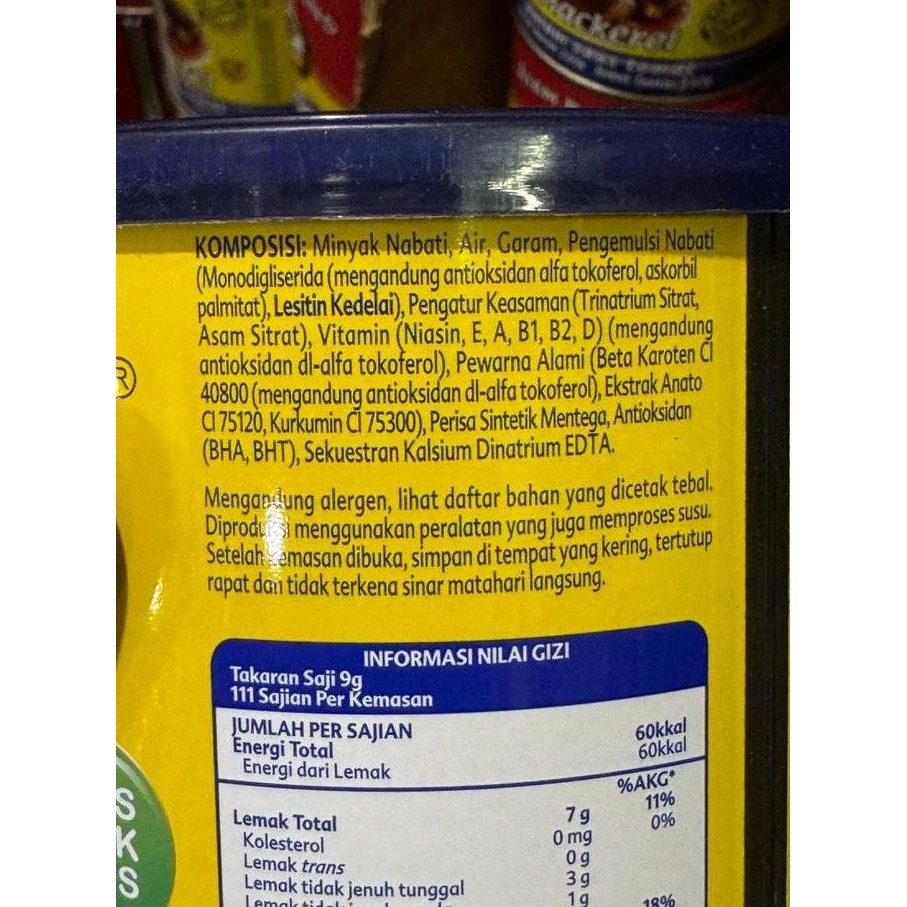 mackerel
®
KOMPOSISI: Minyak Nabati, Air, Garam, Pengemulsi Nabati
(Monodigliserida (mengandung antioksidan alfa tokoferol, askorbil
palmitat), Lesitin Kedelai), Pengatur Keasaman (Trinatrium Sitrat,
Asam Sitrat), Vitamin (Niasin, E, A, B1, B2, D) (mengandung
antioksidan dl-alfa tokoferol), Pewarna Alami (Beta Karoten CI
40800 (mengandung antioksidan dl-alfa tokoferol), Ekstrak Anato
CI 75120, Kurkumin CI 75300), Perisa Sintetik Mentega, Antioksidan
(BHA, BHT), Sekuestran Kalsium Dinatrium EDTA.
Mengandung alergen, lihat daftar bahan yang dicetak tebal.
Diproduksi menggunakan peralatan yang juga memproses susu.
Setelah kemasan dibuka, simpan di tempat yang kering, tertutup
rapat dan tidak terkena sinar matahari langsung.
INFORMASI NILAI GIZI
Takaran Saji 9g
111 Sajian Per Kemasan
JUMLAH PER SAJIAN
Energi Total 60kkal
Energi dari Lemak 60kkal
%AKG*
Lemak Total 7 g 11%
Kolesterol 0 mg 0%
Lemak trans 0 g
Lemak tidak jenuh tunggal 3 g
1 g
18%
S
K
S